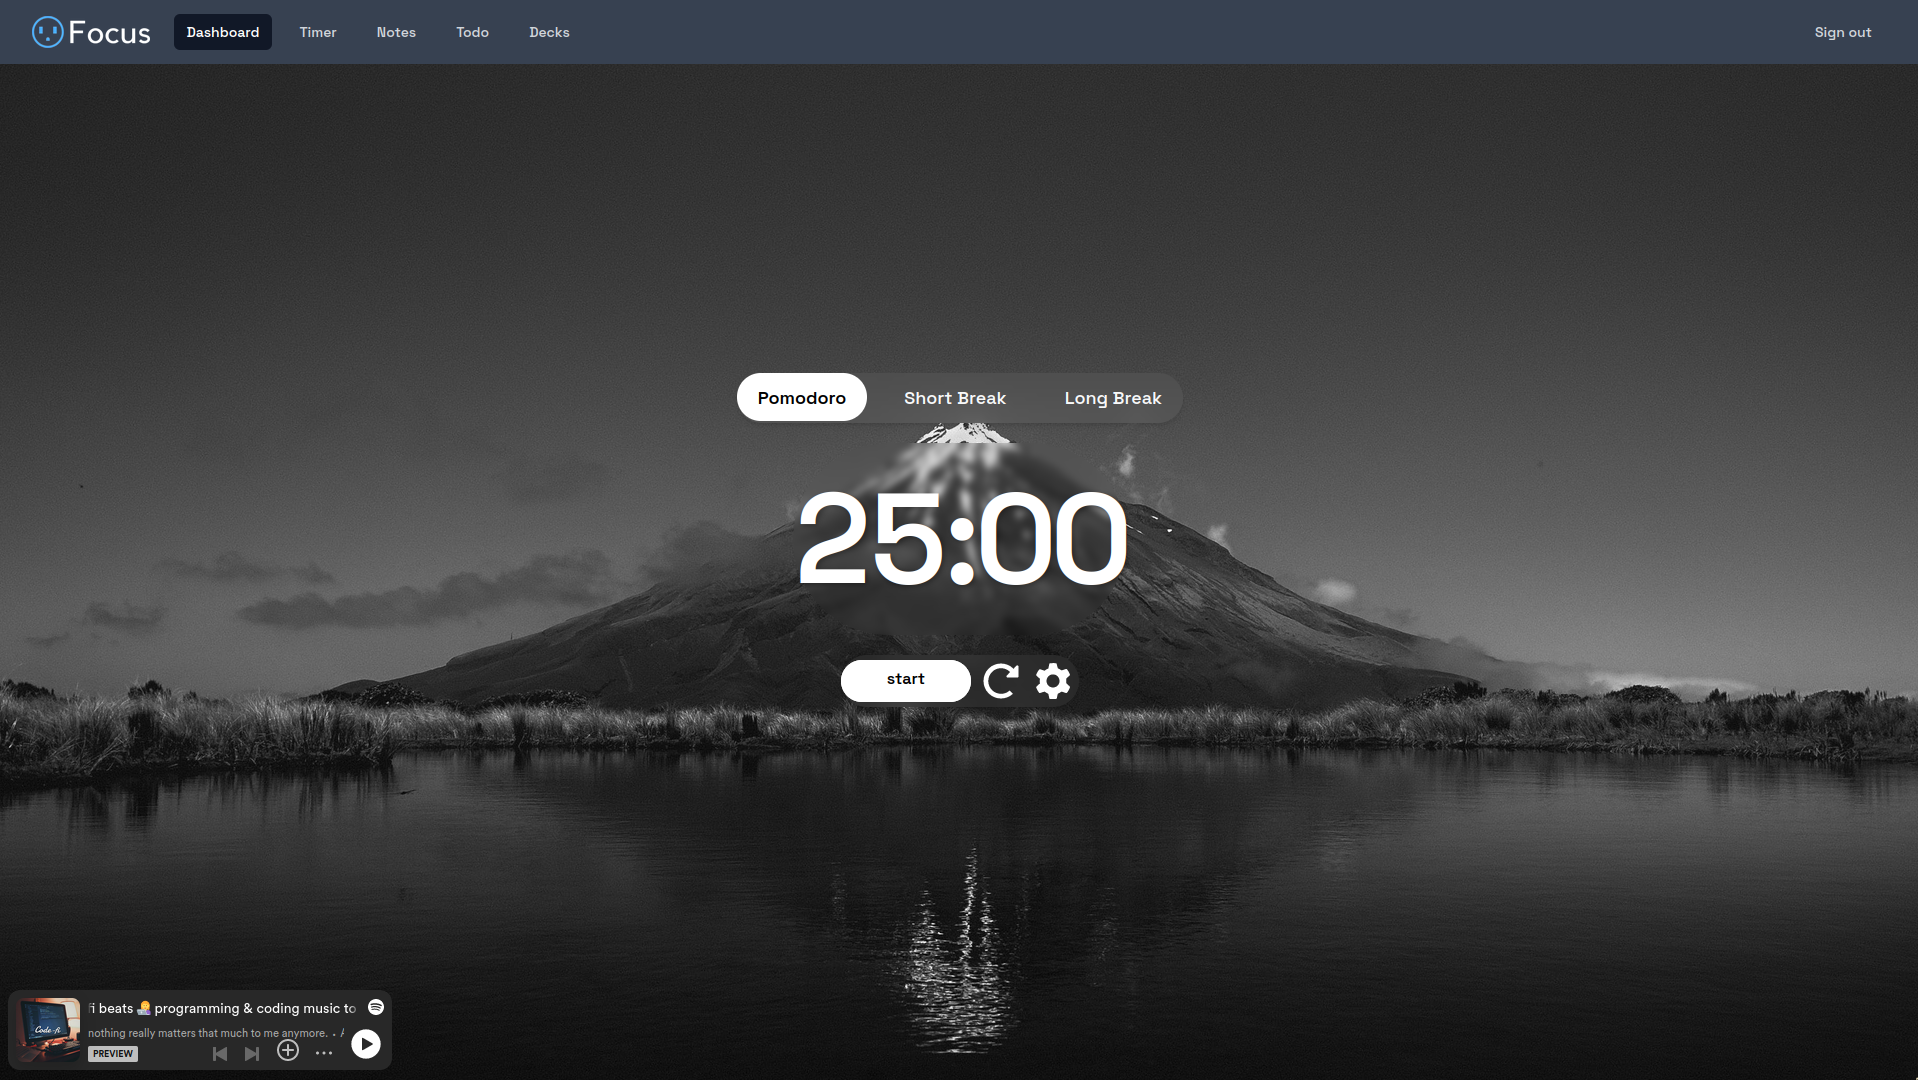 Focus Dashboard Timer Notes Todo Decks Sign out
Pomodoro Short Break Long Break
25:00
start
fi beats 🧑‍💻 programming & coding music to
nothing really matters that much to me anymore. •
PREVIEW
Code-fi